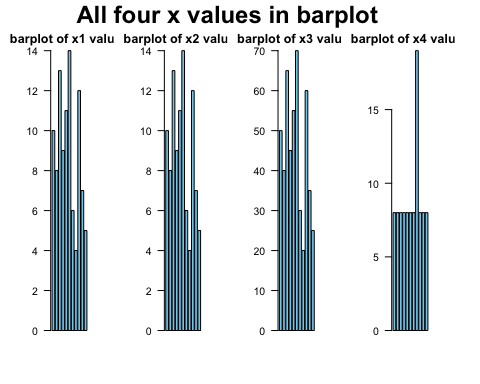 All four x values in barplot
barplot of x1 valu barplot of x2 valu barplot of x3 valu barplot of x4 valu
14 14 70
12 12 60 15
10 10 50
8 8 40 10
6 6 30
4 4 20 5
2 2 10
0 0 0 0